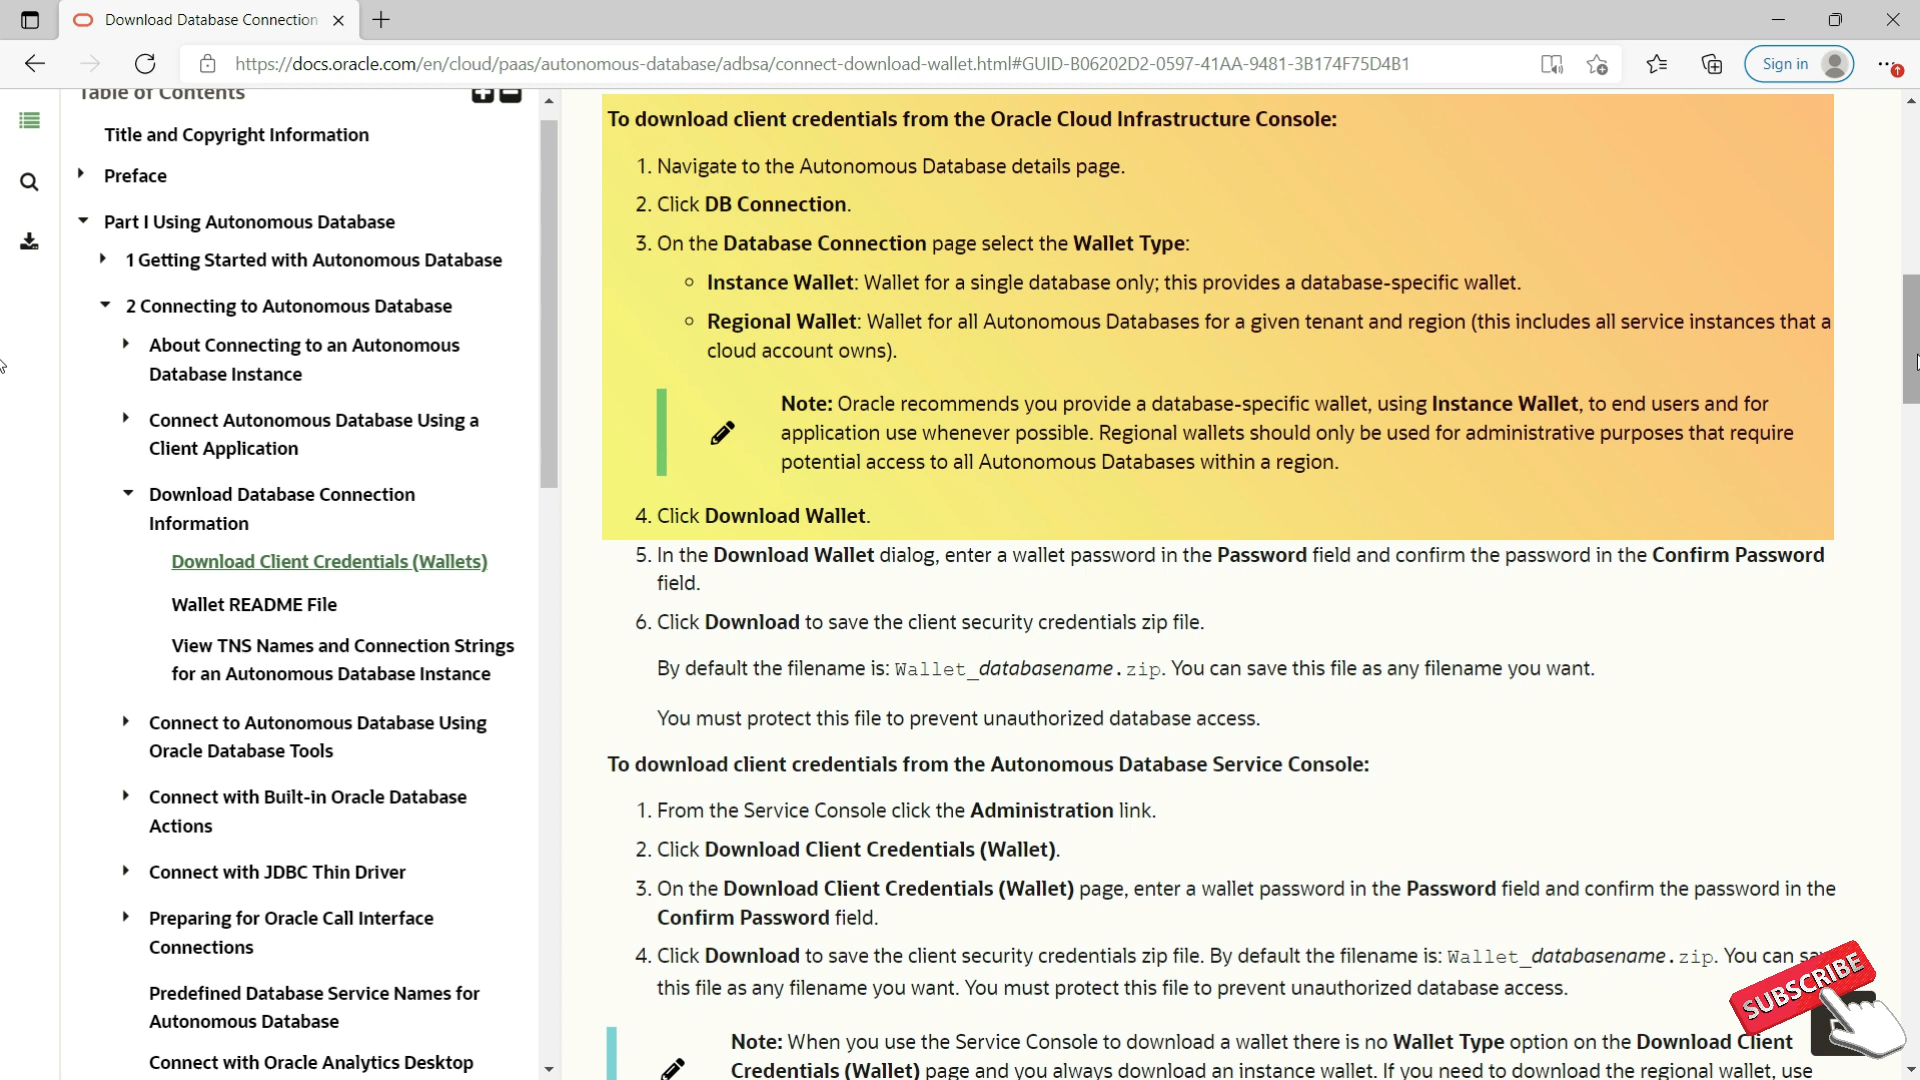 Download Database Connection
https://docs.oracle.com/en/cloud/paas/autonomous-database/adbsa/connect-download-wallet.html#GUID-B06202D2-0597-41AA-9481-3B174F75D4B1
Sign in
Table of Contents
Title and Copyright Information
Preface
Part I Using Autonomous Database
1 Getting Started with Autonomous Database
2 Connecting to Autonomous Database
About Connecting to an Autonomous
Database Instance
Connect Autonomous Database Using a
Client Application
Download Database Connection
Information
Download Client Credentials (Wallets)
Wallet README File
View TNS Names and Connection Strings
for an Autonomous Database Instance
Connect to Autonomous Database Using
Oracle Database Tools
Connect with Built-in Oracle Database
Actions
Connect with JDBC Thin Driver
Preparing for Oracle Call Interface
Connections
Predefined Database Service Names for
Autonomous Database
Connect with Oracle Analytics Desktop
To download client credentials from the Oracle Cloud Infrastructure Console:
1. Navigate to the Autonomous Database details page.
2. Click DB Connection.
3. On the Database Connection page select the Wallet Type:
Instance Wallet: Wallet for a single database only; this provides a database-specific wallet.
Regional Wallet: Wallet for all Autonomous Databases for a given tenant and region (this includes all service instances that a
cloud account owns).
Note: Oracle recommends you provide a database-specific wallet, using Instance Wallet, to end users and for
application use whenever possible. Regional wallets should only be used for administrative purposes that require
potential access to all Autonomous Databases within a region.
4. Click Download Wallet.
5. In the Download Wallet dialog, enter a wallet password in the Password field and confirm the password in the Confirm Password
field.
6. Click Download to save the client security credentials zip file.
By default the filename is: Wallet_databasename.zip. You can save this file as any filename you want.
You must protect this file to prevent unauthorized database access.
To download client credentials from the Autonomous Database Service Console:
1. From the Service Console click the Administration link.
2. Click Download Client Credentials (Wallet).
3. On the Download Client Credentials (Wallet) page, enter a wallet password in the Password field and confirm the password in the
Confirm Password field.
4. Click Download to save the client security credentials zip file. By default the filename is: Wallet_databasename.zip. You can
this file as any filename you want. You must protect this file to prevent unauthorized database access.
SUBSCRIBE
Note: When you use the Service Console to download a wallet there is no Wallet Type option on the Download Client
Credentials (Wallet) page and you always download an instance wallet. If you need to download the regional wallet, use